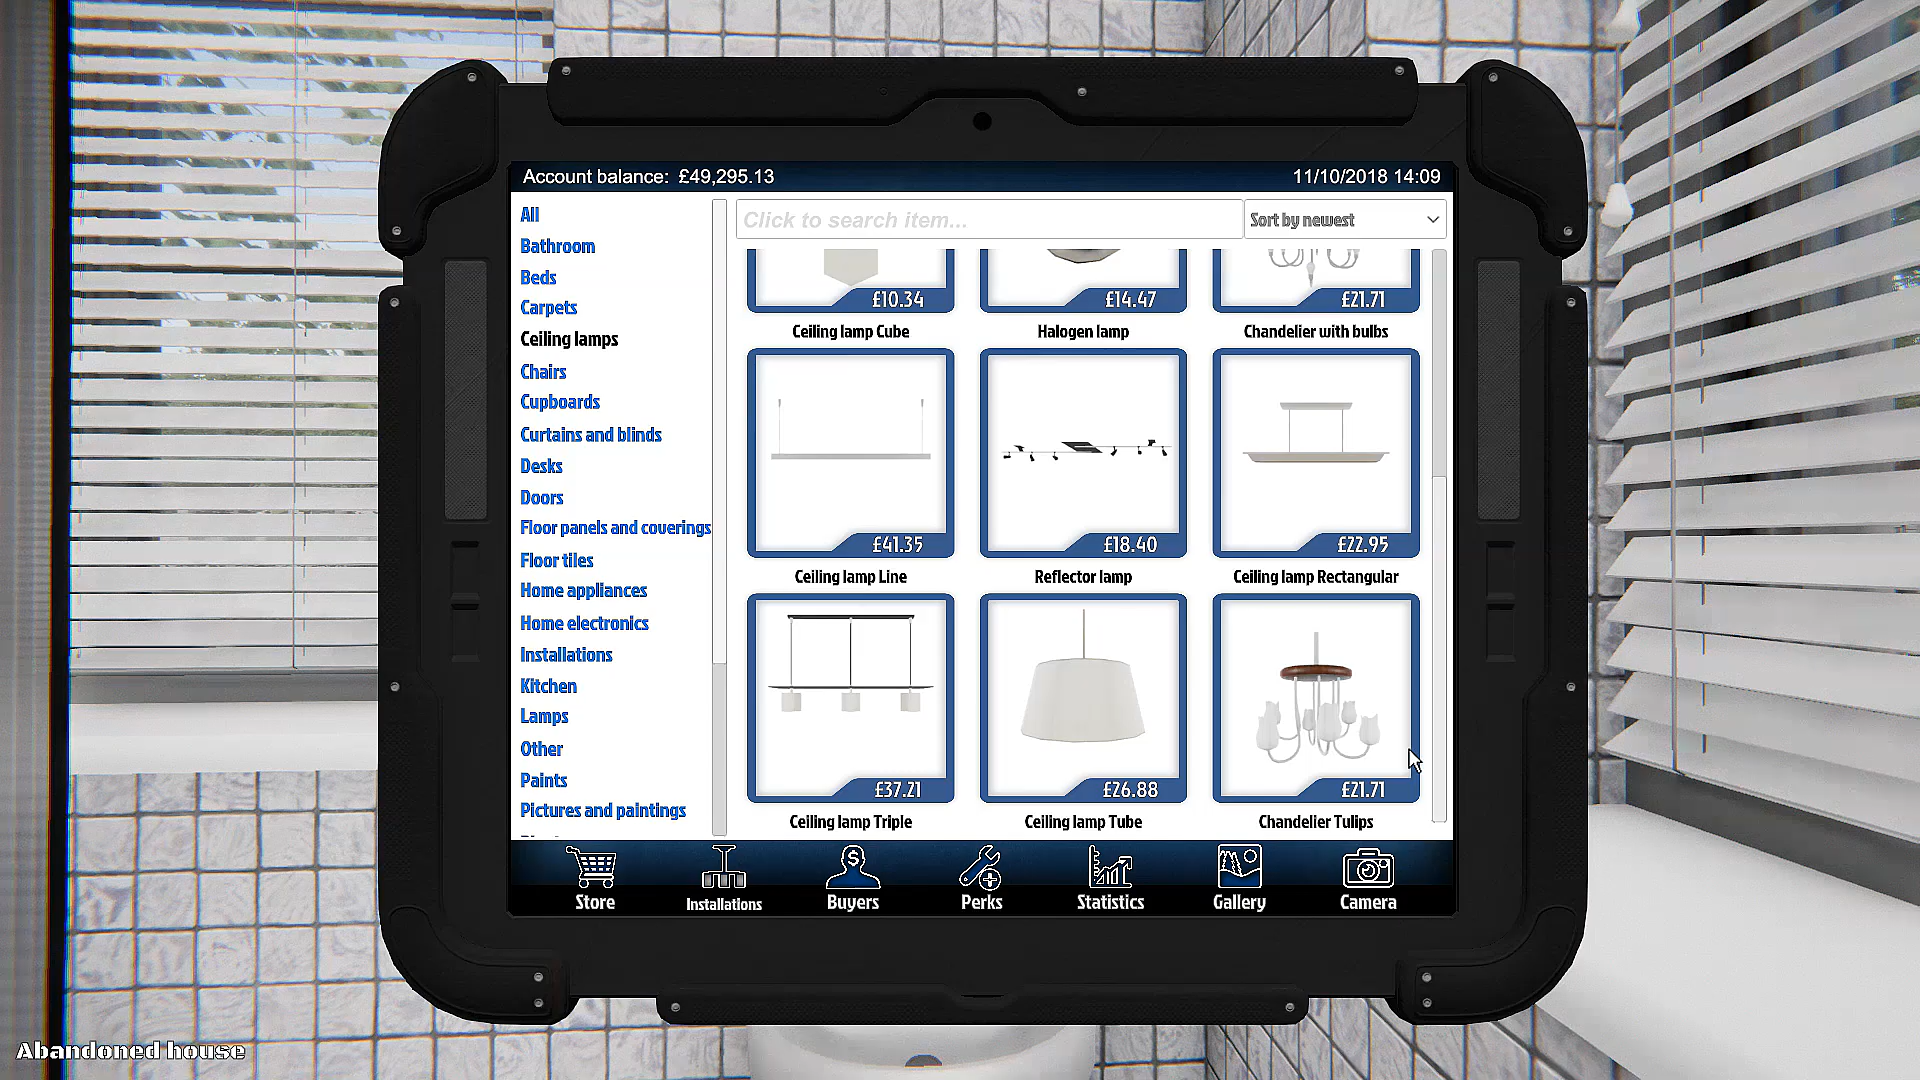 Account balance: £49,295.13
11/10/2018 14:09
All
Bathroom
Beds
Carpets
Ceiling lamps
Chairs
Cupboards
Curtains and blinds
Desks
Doors
Floor panels and coverings
Floor tiles
Home appliances
Home electronics
Installations
Kitchen
Lamps
Other
Paints
Pictures and paintings
Click to search item...
Sort by newest
£10.34
£14.47
£21.71
Ceiling lamp Cube
Halogen lamp
Chandelier with bulbs
£41.35
£18.40
£22.95
Ceiling lamp Line
Reflector lamp
Ceiling lamp Rectangular
£37.21
£26.88
£21.71
Ceiling lamp Triple
Ceiling lamp Tube
Chandelier Tulips
Store
Installations
Buyers
Perks
Statistics
Gallery
Camera
Abandoned house